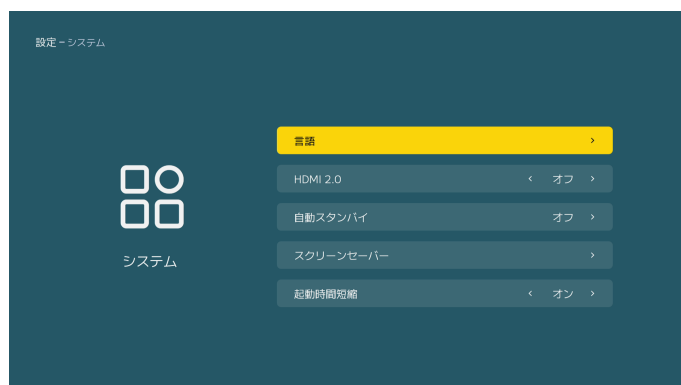 設定 - システム
言語
HDMI 2.0 オフ
自動スタンバイ オフ
システム
スクリーンセーバー
起動時間短縮 オン